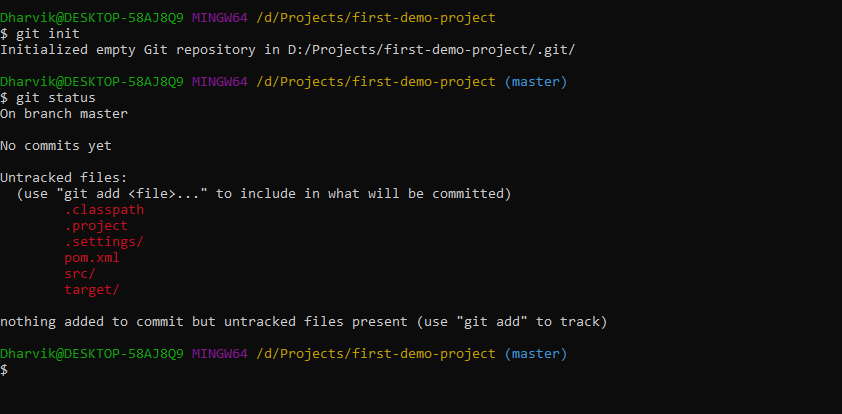 Dharvik@DESKTOP-58AJ8Q9 MINGW64 /d/Projects/first-demo-project
$ git init
Initialized empty Git repository in D:/Projects/first-demo-project/.git/
Dharvik@DESKTOP-58AJ8Q9 MINGW64 /d/Projects/first-demo-project (master)
$ git status
On branch master
No commits yet
Untracked files:
(use "git add <file>..." to include in what will be committed)
.classpath
.project
.settings/
pom.xml
src/
target/
nothing added to commit but untracked files present (use "git add" to track)
Dharvik@DESKTOP-58AJ8Q9 MINGW64 /d/Projects/first-demo-project (master)
$